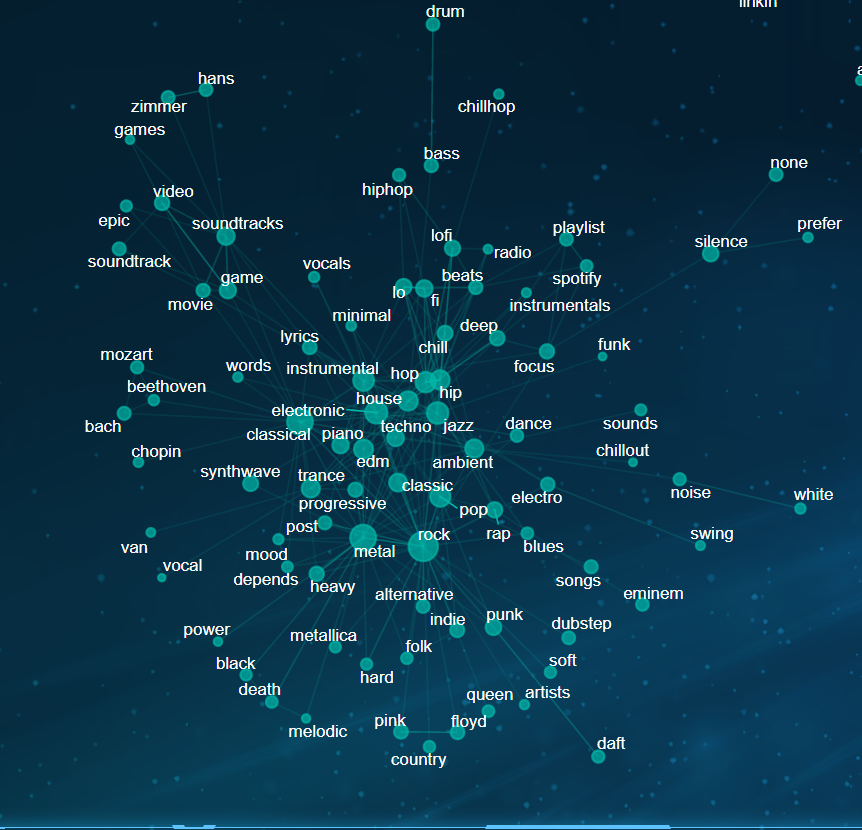 linkin
drum
a
hans
zimmer
chillhop
games
bass
none
hiphop
video
epic
soundtracks
playlist
prefer
lofi
silence
radio
soundtrack
vocals
game
beats
spotify
lo
fi
movie
instrumentals
minimal
deep
lyrics
chill
funk
mozart
words
instrumental
hop
focus
beethoven
house
hip
electronic
bach
classical
piano
techno
jazz
dance
sounds
chopin
edm
ambient
chillout
synthwave
trance
classic
electro
noise
white
progressive
pop
post
rock
rap
swing
van
mood
metal
blues
vocal
depends
heavy
songs
alternative
eminem
indie
punk
power
metallica
dubstep
folk
black
hard
soft
death
queen
artists
melodic
pink
floyd
daft
country